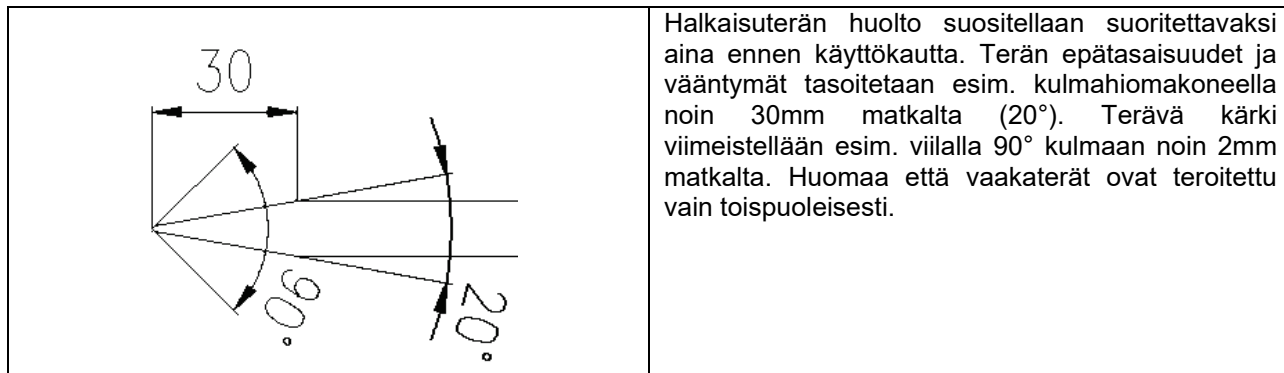 30
90°
20°
Halkaisuterän huolto suositellaan suoritettavaksi
aina ennen käyttökautta. Terän epätasaisuudet ja
vääntymät tasoitetaan esim. kulmahiomakoneella
noin 30mm matkalta (20°). Terävä kärki
viimeistellään esim. viilalla 90° kulmaan noin 2mm
matkalta. Huomaa että vaakaterät ovat teroitettu
vain toispuoleisesti.